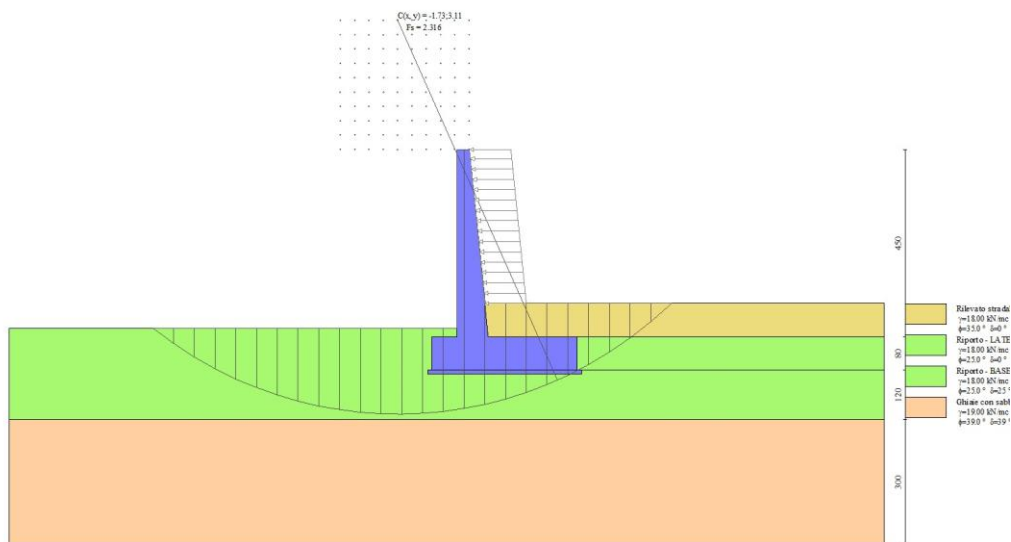 C(x, y) = -1.73;3.11
Fs = 2.316
450
80
120
300
Rilevato stradal
γ=18.00 kN/mc
ϕ=35.0 ° δ=0 °
Riporto - LATE
γ=18.00 kN/mc
ϕ=25.0 ° δ=0 °
Riporto - BASE
γ=18.00 kN/mc
ϕ=25.0 ° δ=25 °
Ghiaie con sabb
γ=19.00 kN/mc
ϕ=39.0 ° δ=39 °